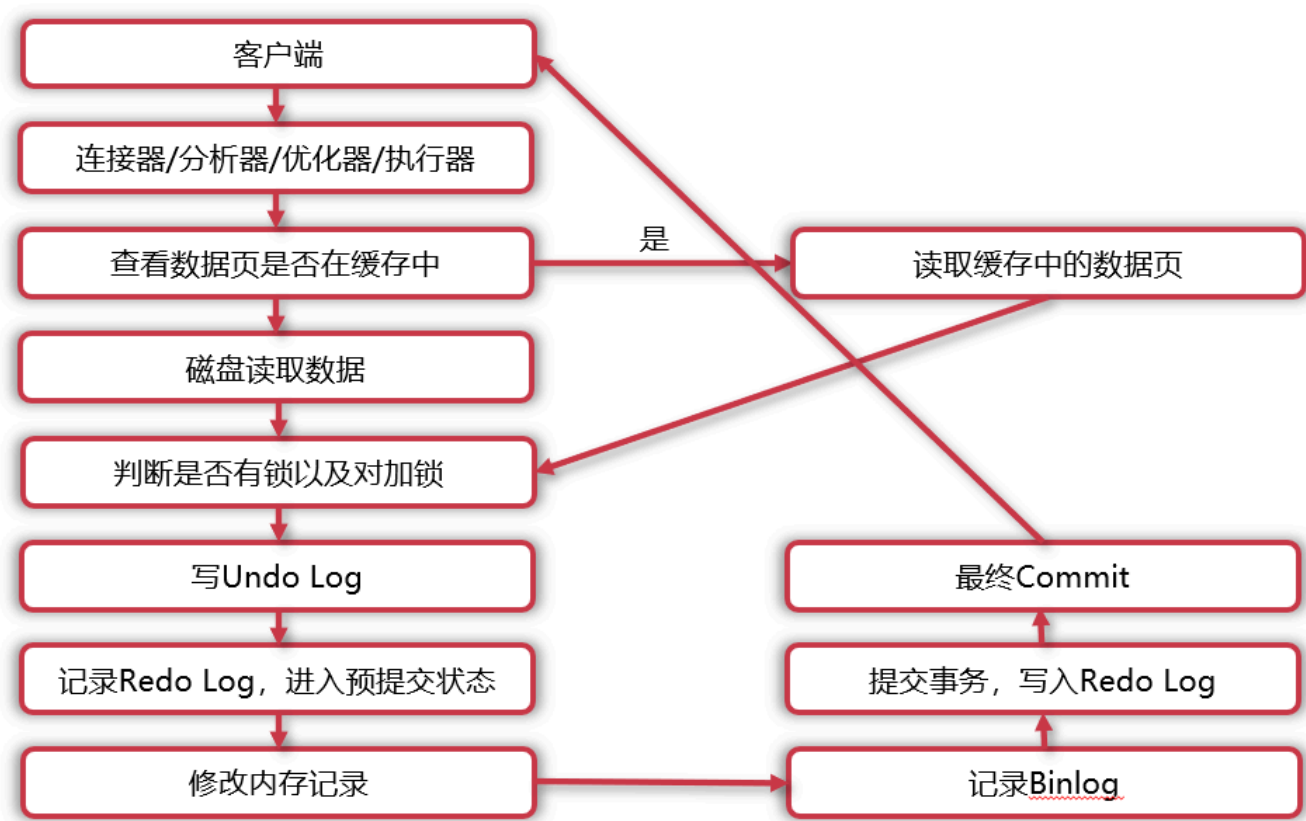 客户端
连接器/分析器/优化器/执行器
查看数据页是否在缓存中
是
读取缓存中的数据页
磁盘读取数据
判断是否有锁以及对加锁
写Undo Log
最终Commit
记录Redo Log，进入预提交状态
提交事务，写入Redo Log
修改内存记录
记录Binlog